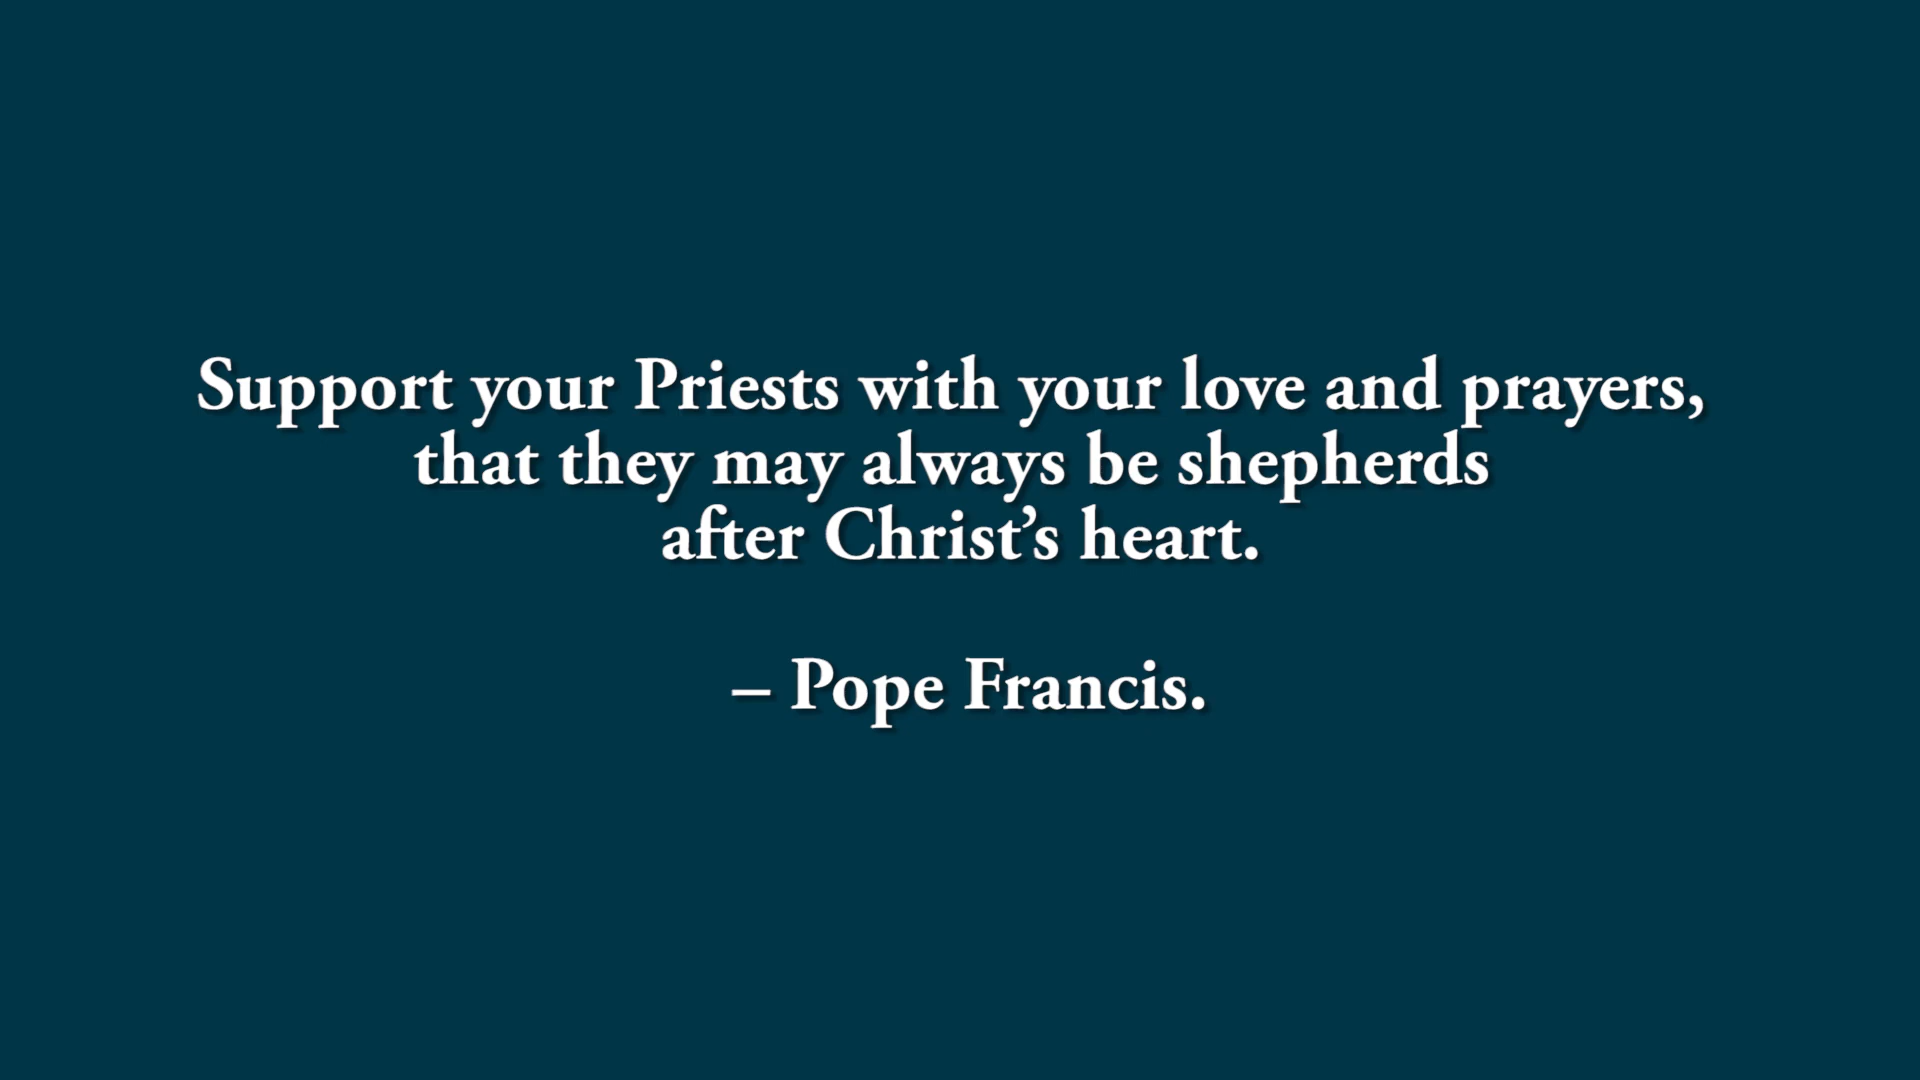 Support your Priests with your love and prayers,
that they may always be shepherds
after Christ’s heart.
– Pope Francis.